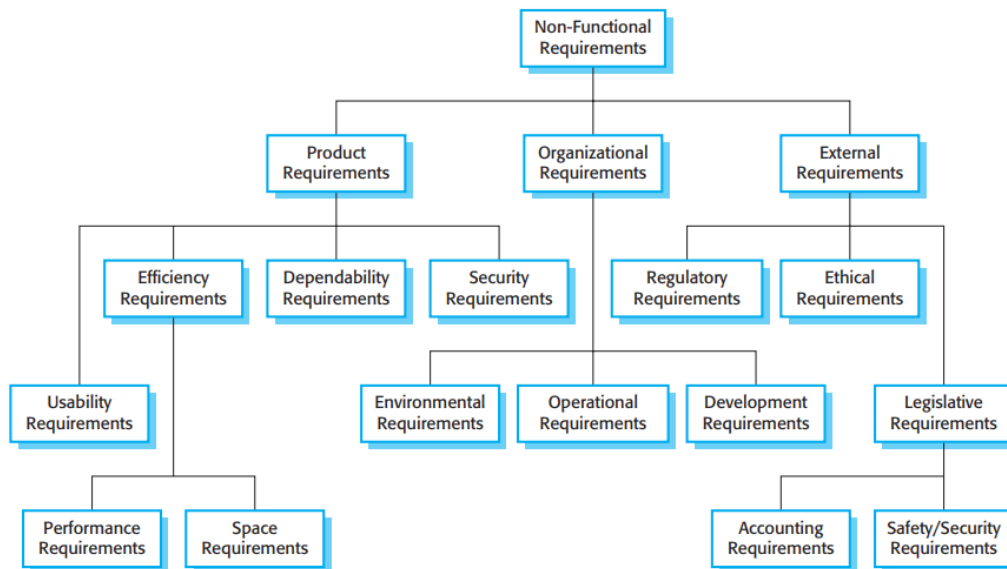 Non-Functional
Requirements
Product
Requirements
Organizational
Requirements
External
Requirements
Efficiency
Requirements
Dependability
Requirements
Security
Requirements
Regulatory
Requirements
Ethical
Requirements
Usability
Requirements
Environmental
Requirements
Operational
Requirements
Development
Requirements
Legislative
Requirements
Performance
Requirements
Space
Requirements
Accounting
Requirements
Safety/Security
Requirements